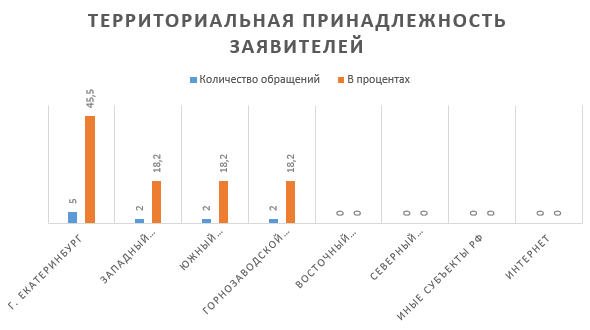 ТЕРРИТОРИАЛЬНАЯ ПРИНАДЛЕЖНОСТЬ
ЗАЯВИТЕЛЕЙ
Количество обращений В процентах
5 45,5 2 18,2 2 18,2 2 18,2 0 0 0 0 0 0 0 0
Г. ЕКАТЕРИНБУРГ
ЗАПАДНЫЙ...
ЮЖНЫЙ...
ГОРНОЗАВОДСКОЙ...
ВОСТОЧНЫЙ...
СЕВЕРНЫЙ...
ИНЫЕ СУБЪЕКТЫ РФ
ИНТЕРНЕТ